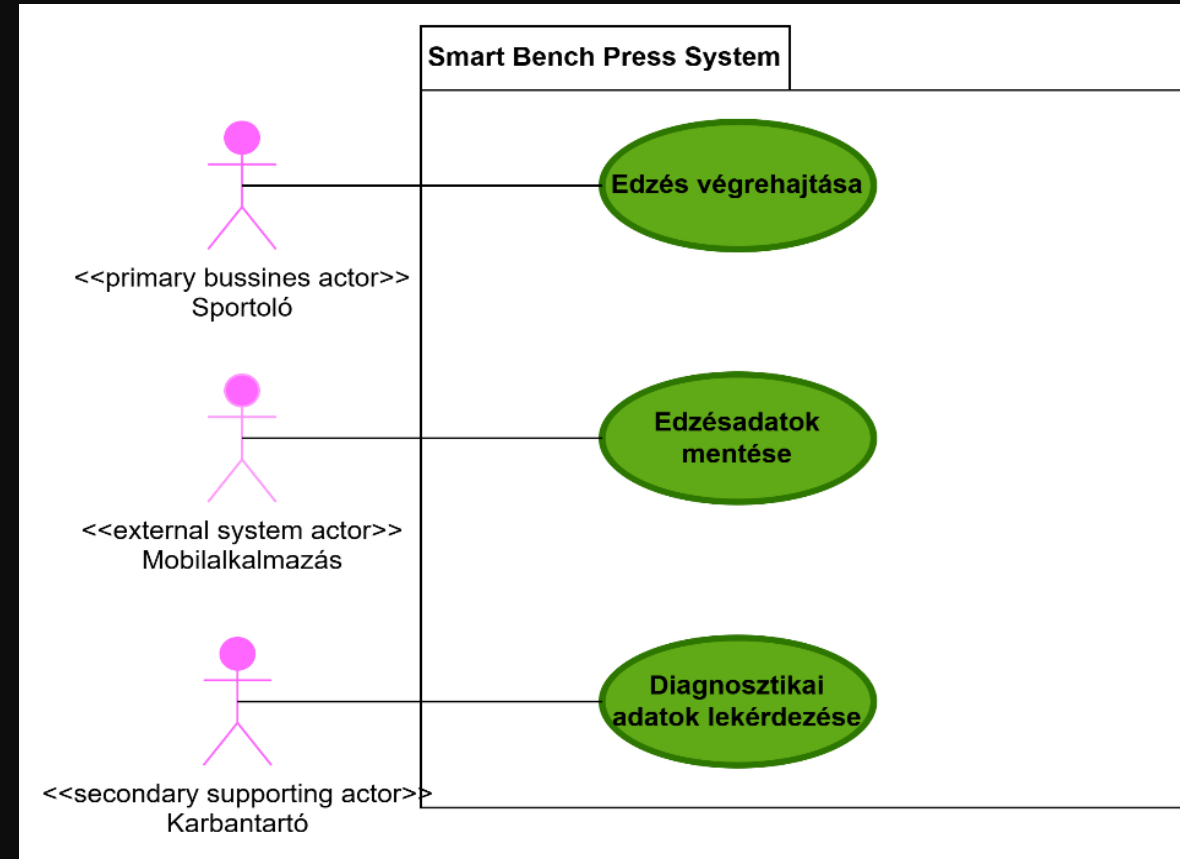 Smart Bench Press System
Edzés végrehajtása
<<primary bussines actor>>
Sportoló
Edzésadatok
mentése
<<external system actor>>
Mobilalkalmazás
Diagnosztikai
adatok lekérdezése
<<secondary supporting actor>>
Karbantartó